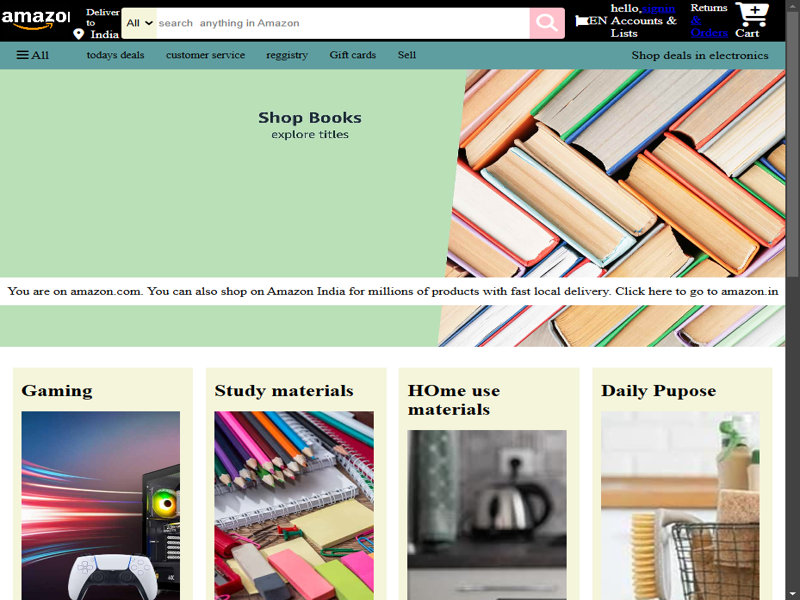 amazon
Deliver
to
India
All
search anything in Amazon
EN
hello,signin
Accounts &
Lists
Returns
&
Orders
Cart
All
todays deals
customer service
reggistry
Gift cards
Sell
Shop deals in electronics
Shop Books
explore titles
You are on amazon.com. You can also shop on Amazon India for millions of products with fast local delivery. Click here to go to amazon.in
Gaming
Study materials
HOme use
materials
Daily Pupose